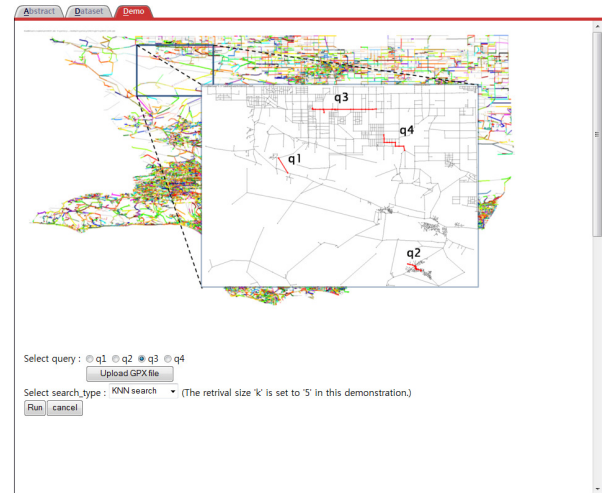 Abstract
Dataset
Demo
q3
q4
q1
q2
Select query : q1 q2 q3 q4
Upload GPX file
Select search_type : KNN search (The retrival size 'k' is set to '5' in this demonstration.)
Run cancel